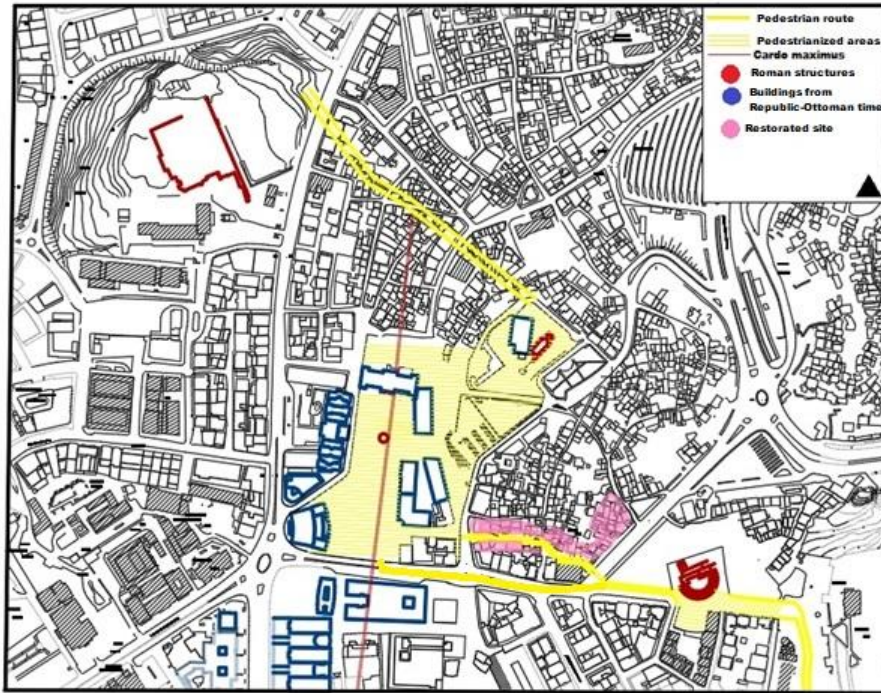 Pedestrian route
Pedestrianized areas
Cardo maximus
Roman structures
Buildings from
Republic-Ottoman time
Restorated site